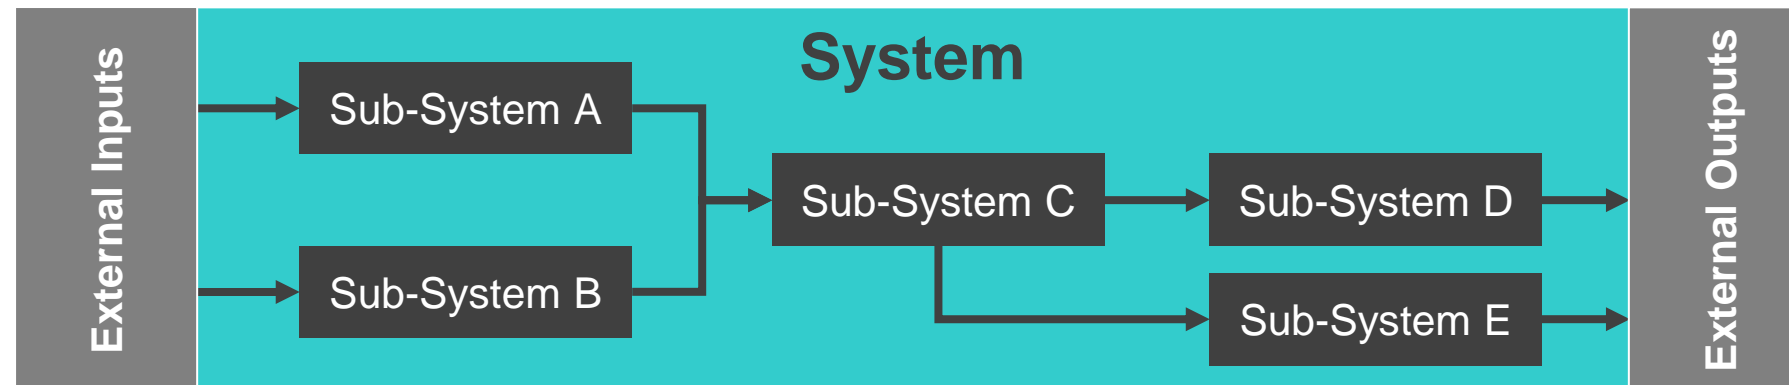 External Inputs
System
Sub-System A
Sub-System B
Sub-System C
Sub-System D
Sub-System E
External Outputs